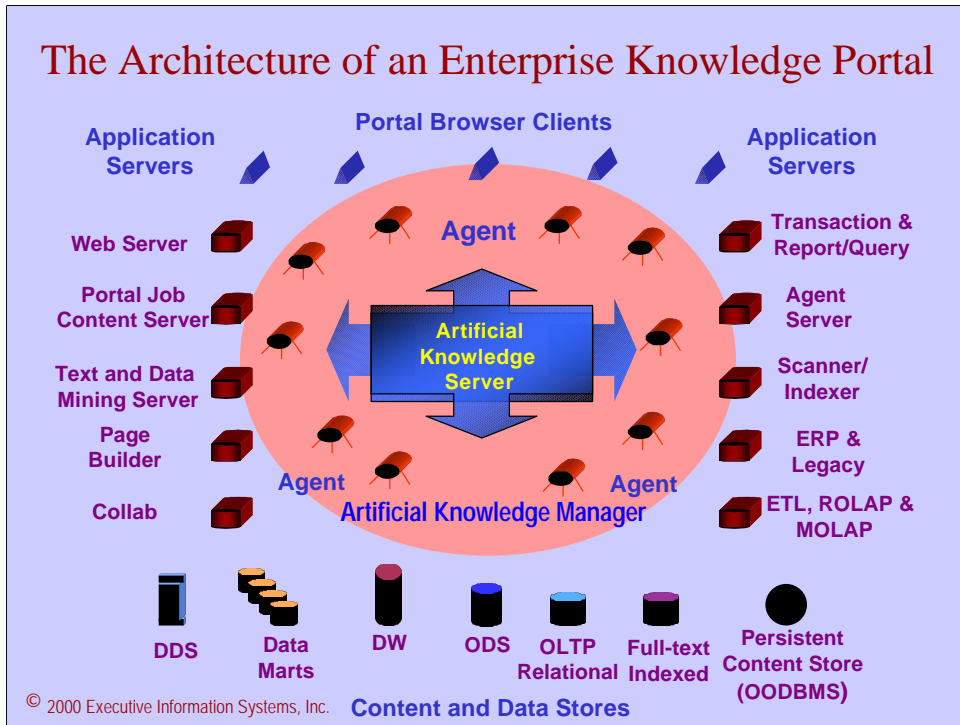 The Architecture of an Enterprise Knowledge Portal
Portal Browser Clients
Application
Servers
Application
Servers
Agent
Web Server
Portal Job
Content Server
Text and Data
Mining Server
Page
Builder
Collab
Artificial
Knowledge
Server
Transaction &
Report/Query
Agent
Server
Scanner/
Indexer
ERP &
Legacy
ETL, ROLAP &
MOLAP
Agent
Agent
Artificial Knowledge Manager
DDS
Data
Marts
DW
ODS
OLTP
Relational
Full-text
Indexed
Persistent
Content Store
(OODBMS)
© 2000 Executive Information Systems, Inc.
Content and Data Stores